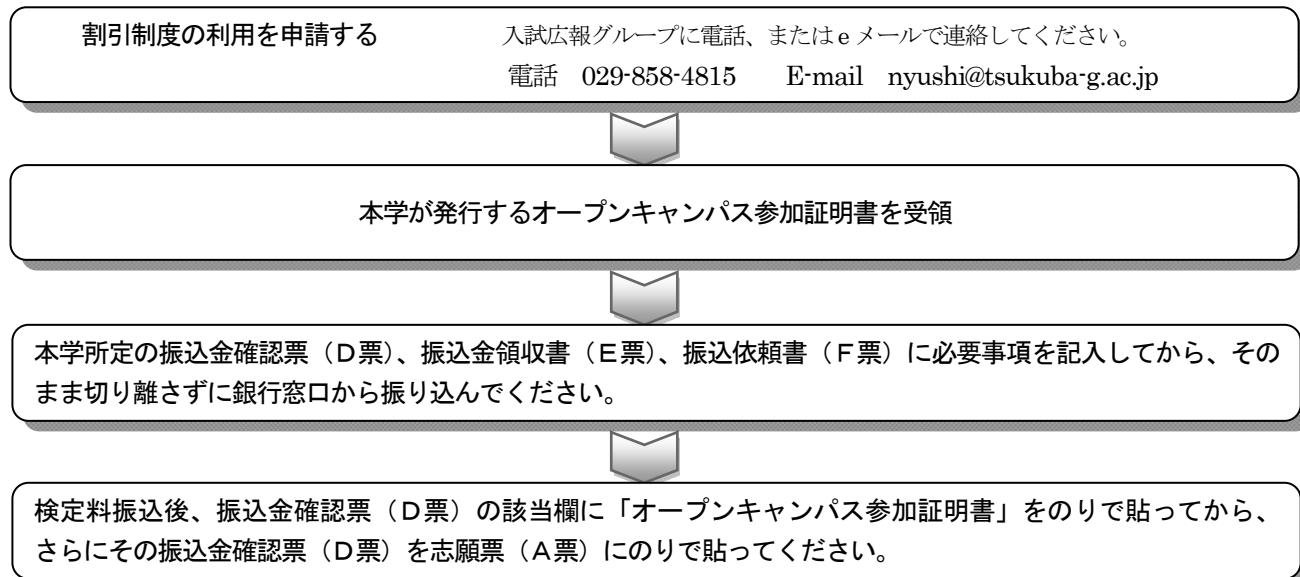 割引制度の利用を申請する 入試広報グループに電話、またはeメールで連絡してください。
電話 029-858-4815 E-mail nyushi@tsukuba-g.ac.jp
本学が発行するオープンキャンパス参加証明書を受領
本学所定の振込金確認票（D票）、振込金領収書（E票）、振込依頼書（F票）に必要事項を記入してから、その
まま切り離さずに銀行窓口から振り込んでください。
検定料振込後、振込金確認票（D票）の該当欄に「オープンキャンパス参加証明書」をのりで貼ってから、
さらにその振込金確認票（D票）を志願票（A票）にのりで貼ってください。